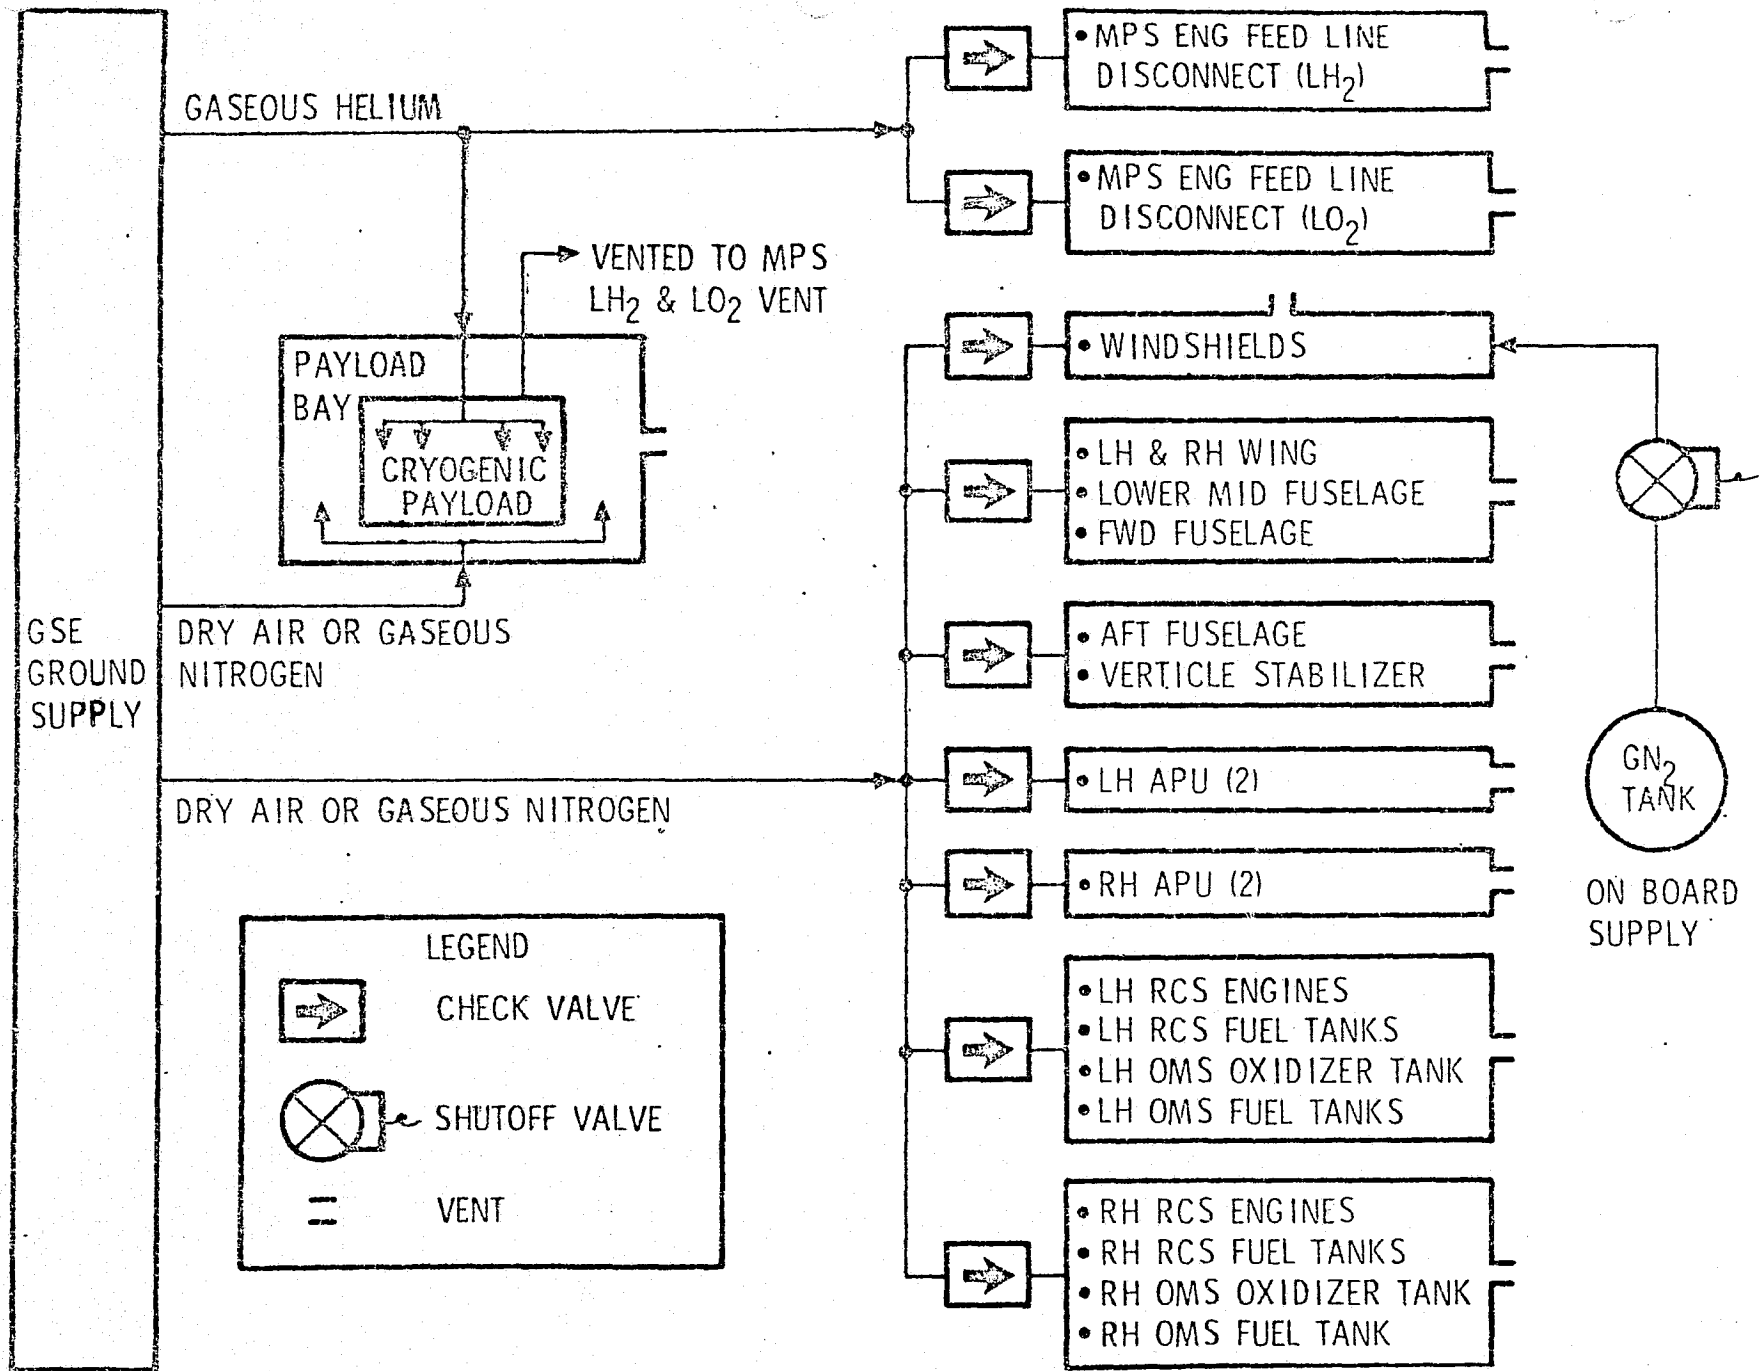 GSE
GROUND
SUPPLY
GASEOUS HELIUM
VENTED TO MPS
LH2 & LO2 VENT
PAYLOAD
BAY
CRYOGENIC
PAYLOAD
DRY AIR OR GASEOUS
NITROGEN
DRY AIR OR GASEOUS NITROGEN
LEGEND
CHECK VALVE
SHUTOFF VALVE
VENT
• MPS ENG FEED LINE
DISCONNECT (LH2)
• MPS ENG FEED LINE
DISCONNECT (LO2)
• WINDSHIELDS
• LH & RH WING
• LOWER MID FUSELAGE
• FWD FUSELAGE
• AFT FUSELAGE
• VERTICLE STABILIZER
• LH APU (2)
• RH APU (2)
• LH RCS ENGINES
• LH RCS FUEL TANKS
• LH OMS OXIDIZER TANK
• LH OMS FUEL TANKS
• RH RCS ENGINES
• RH RCS FUEL TANKS
• RH OMS OXIDIZER TANK
• RH OMS FUEL TANK
GN2
TANK
ON BOARD
SUPPLY